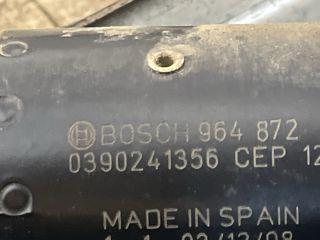 BOSCH 964 872
0390241356 CEP 12
MADE IN SPAIN